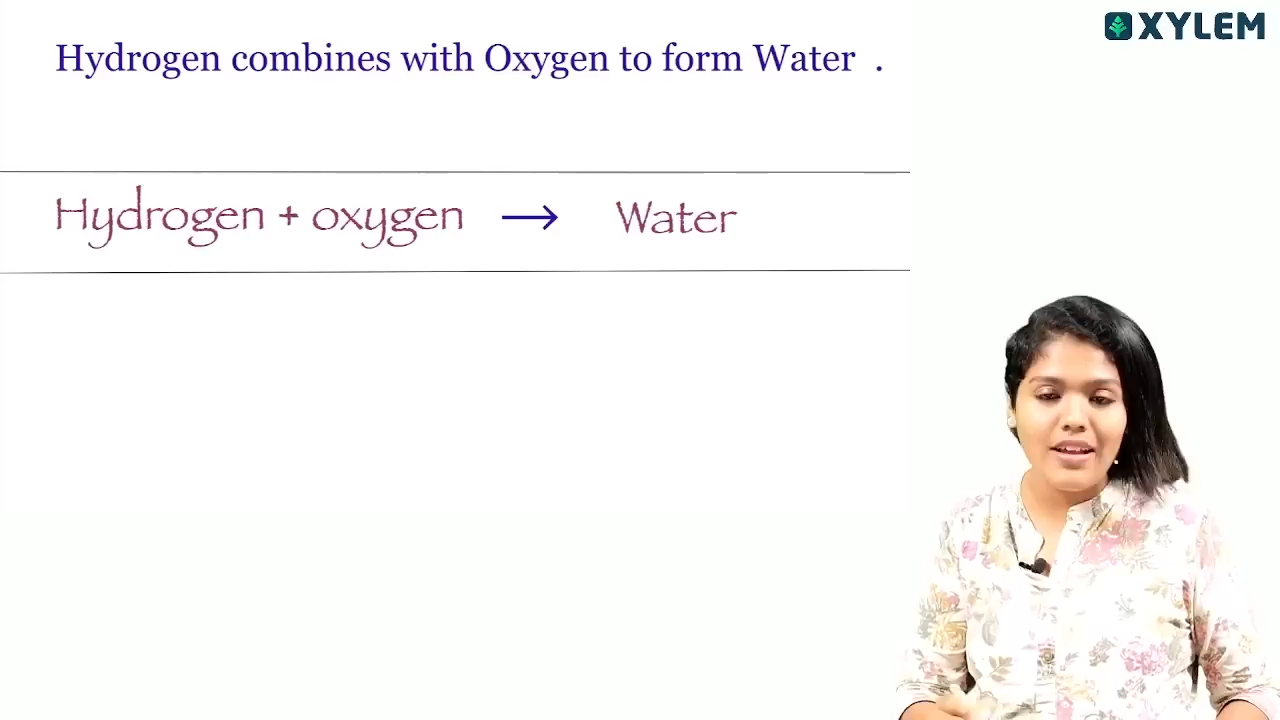 XYLEM
Hydrogen combines with Oxygen to form Water .
Hydrogen + oxygen → Water